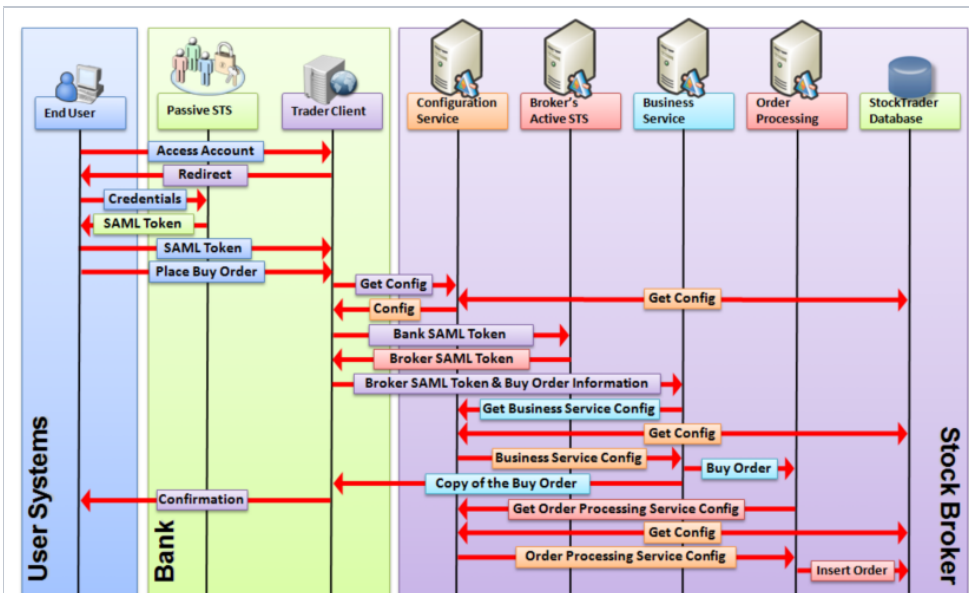 End User
Passive STS
Trader Client
Configuration
Service
Broker's
Active STS
Business
Service
Order
Processing
StockTrader
Database
Access Account
Redirect
Credentials
SAML Token
SAML Token
Place Buy Order
Get Config
Get Config
Config
Bank SAML Token
Broker SAML Token
Broker SAML Token & Buy Order Information
Get Business Service Config
Get Config
Business Service Config
Buy Order
Copy of the Buy Order
Confirmation
Get Order Processing Service Config
Get Config
Order Processing Service Config
Insert Order
User Systems
Bank
Stock Broker